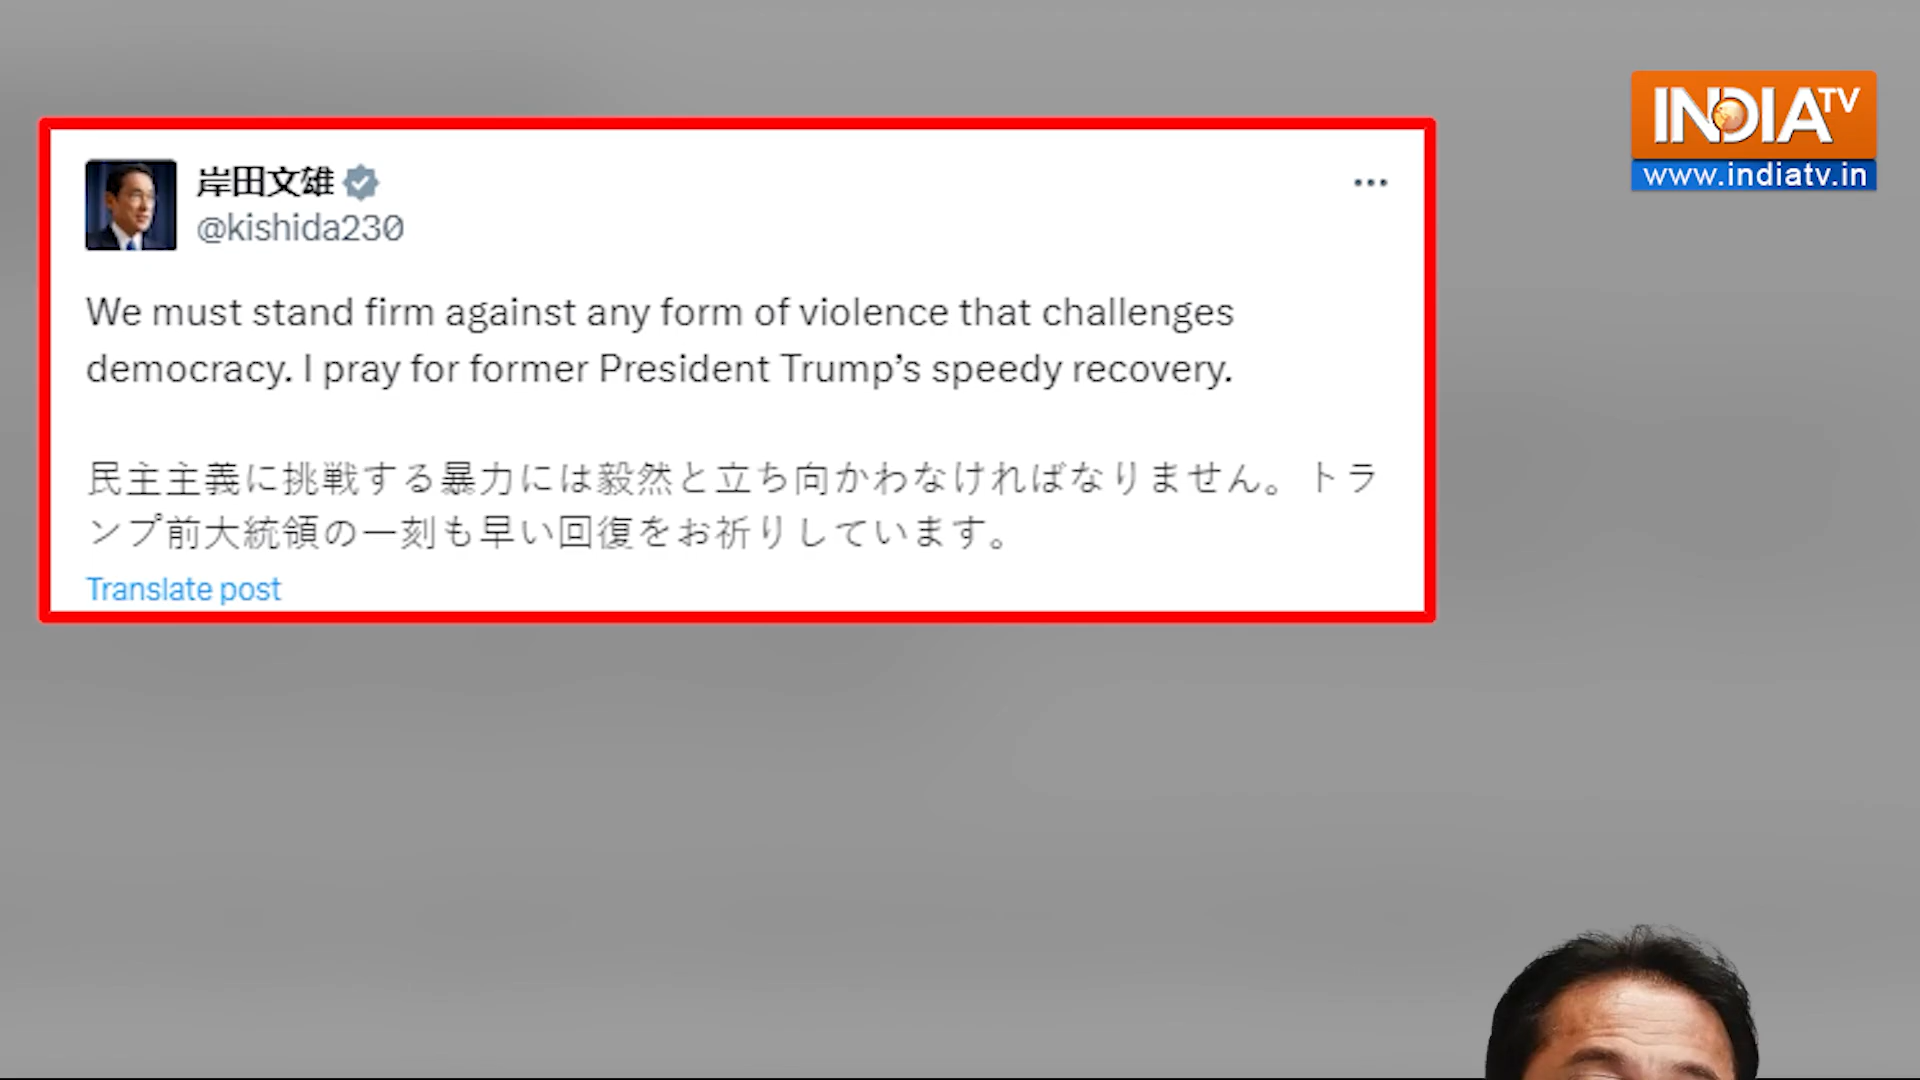 INDIA TV
www.indiatv.in
岸田文雄
@kishida230
We must stand firm against any form of violence that challenges
democracy. I pray for former President Trump’s speedy recovery.
民主主義に挑戦する暴力には毅然と立ち向かわなければなりません。トラ
ンプ前大統領の一刻も早い回復をお祈りしています。
Translate post